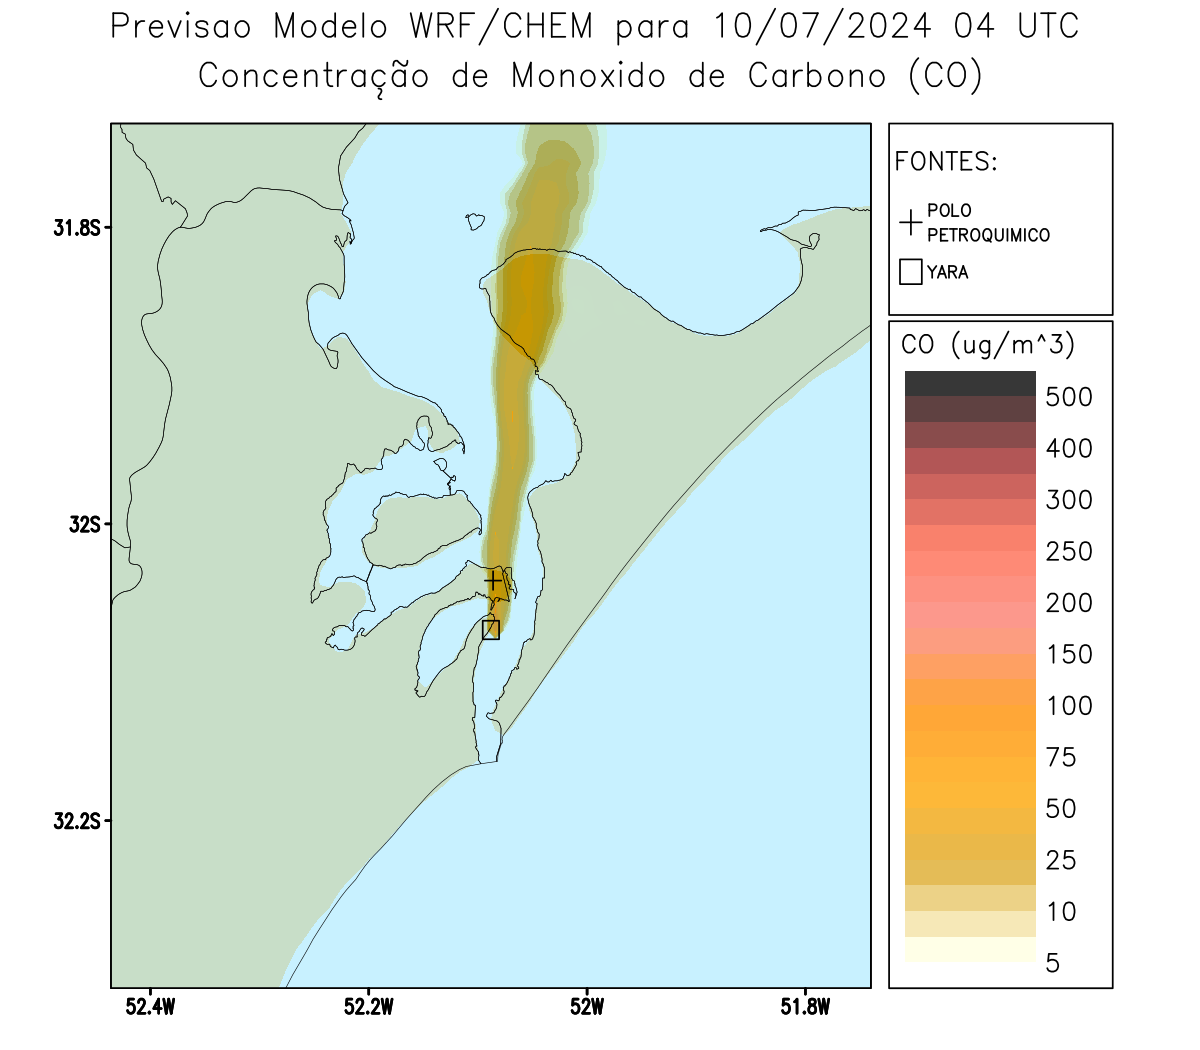 Previsao Modelo WRF/CHEM para 10/07/2024 04 UTC
Concentração de Monoxido de Carbono (CO)
FONTES:
POLO
PETROQUIMICO
YARA
CO (ug/m^3)
500
400
300
250
200
150
100
75
50
25
10
5
31.8S
32S
32.2S
52.4W
52.2W
52W
51.8W